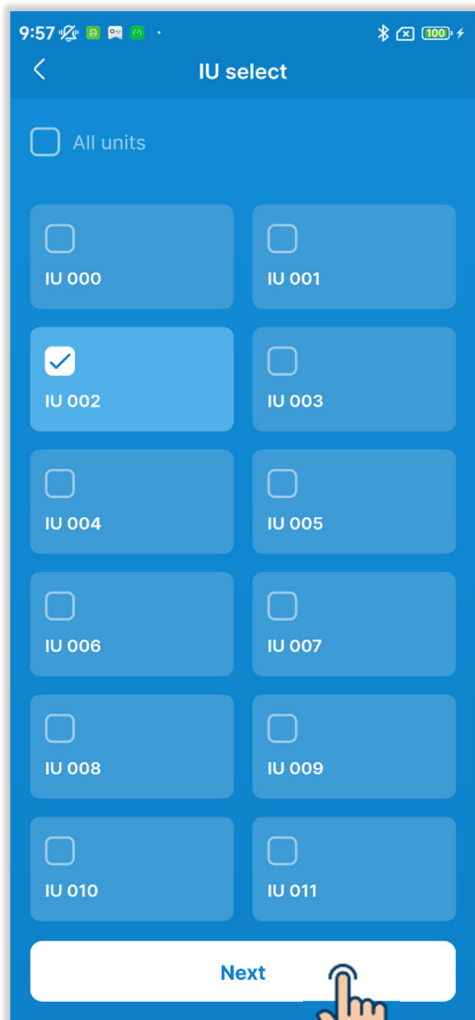 9:57
100
IU select
All units
IU 000
IU 001
IU 002
IU 003
IU 004
IU 005
IU 006
IU 007
IU 008
IU 009
IU 010
IU 011
Next